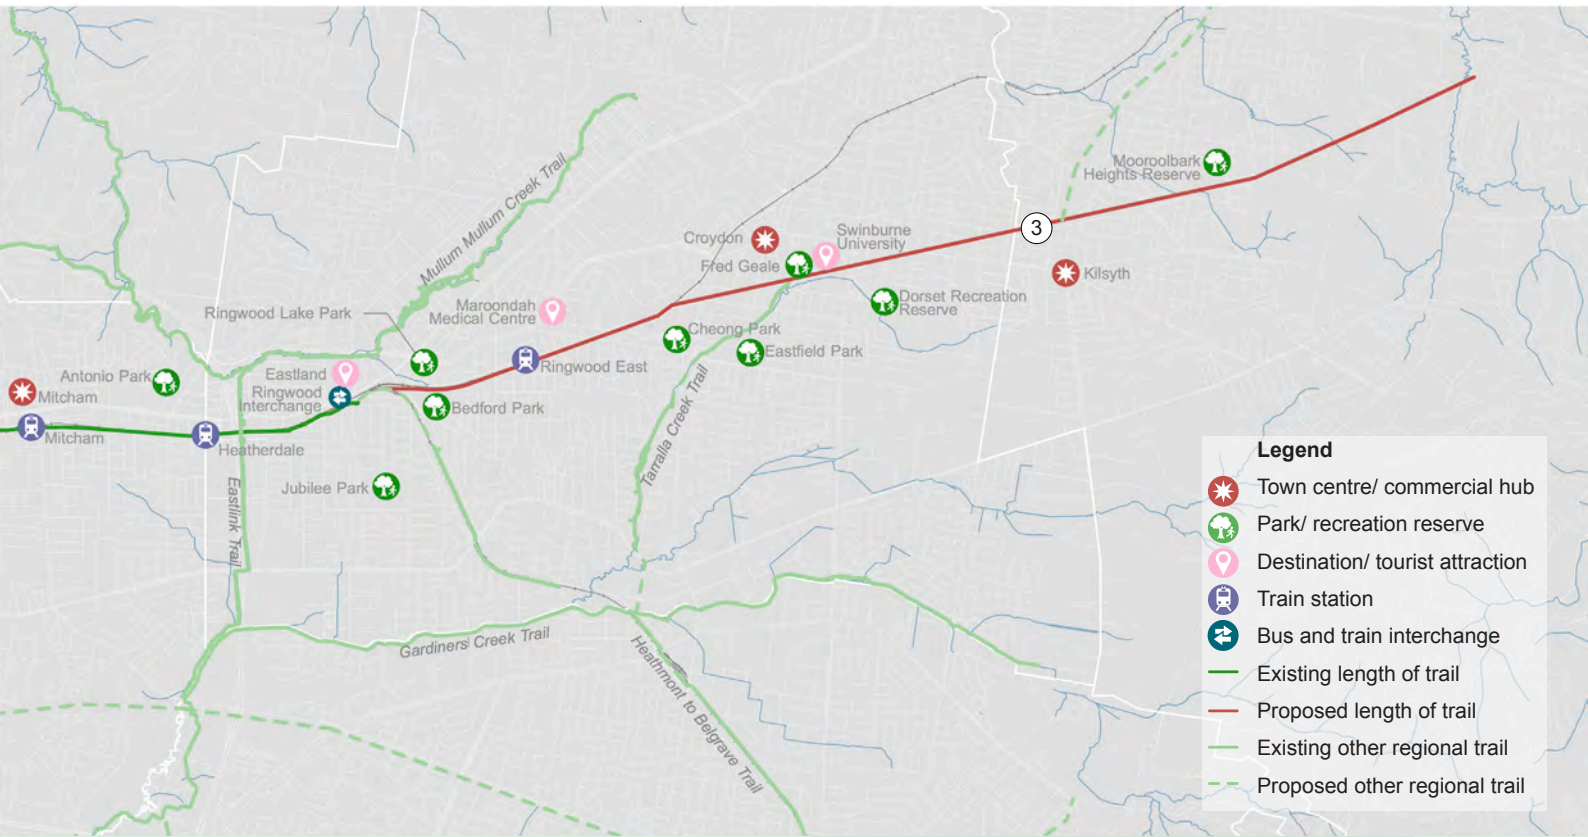 Mullum Mullum Creek Trail
Mooroolbark
Heights Reserve
3
Swinburne
University
Croydon
Fred Geale
Kilsyth
Dorset Recreation
Reserve
Maroondah
Medical Centre
Ringwood Lake Park
Cheong Park
Eastfield Park
Ringwood East
Antonio Park
Eastland
Ringwood
Interchange
Mitcham
Bedford Park
Mitcham
Heatherdale
Tarralla Creek Trail
Jubilee Park
Eastlink Trail
Gardiners Creek Trail
Heathmont to Belgrave Trail
Legend
Town centre/ commercial hub
Park/ recreation reserve
Destination/ tourist attraction
Train station
Bus and train interchange
Existing length of trail
Proposed length of trail
Existing other regional trail
Proposed other regional trail